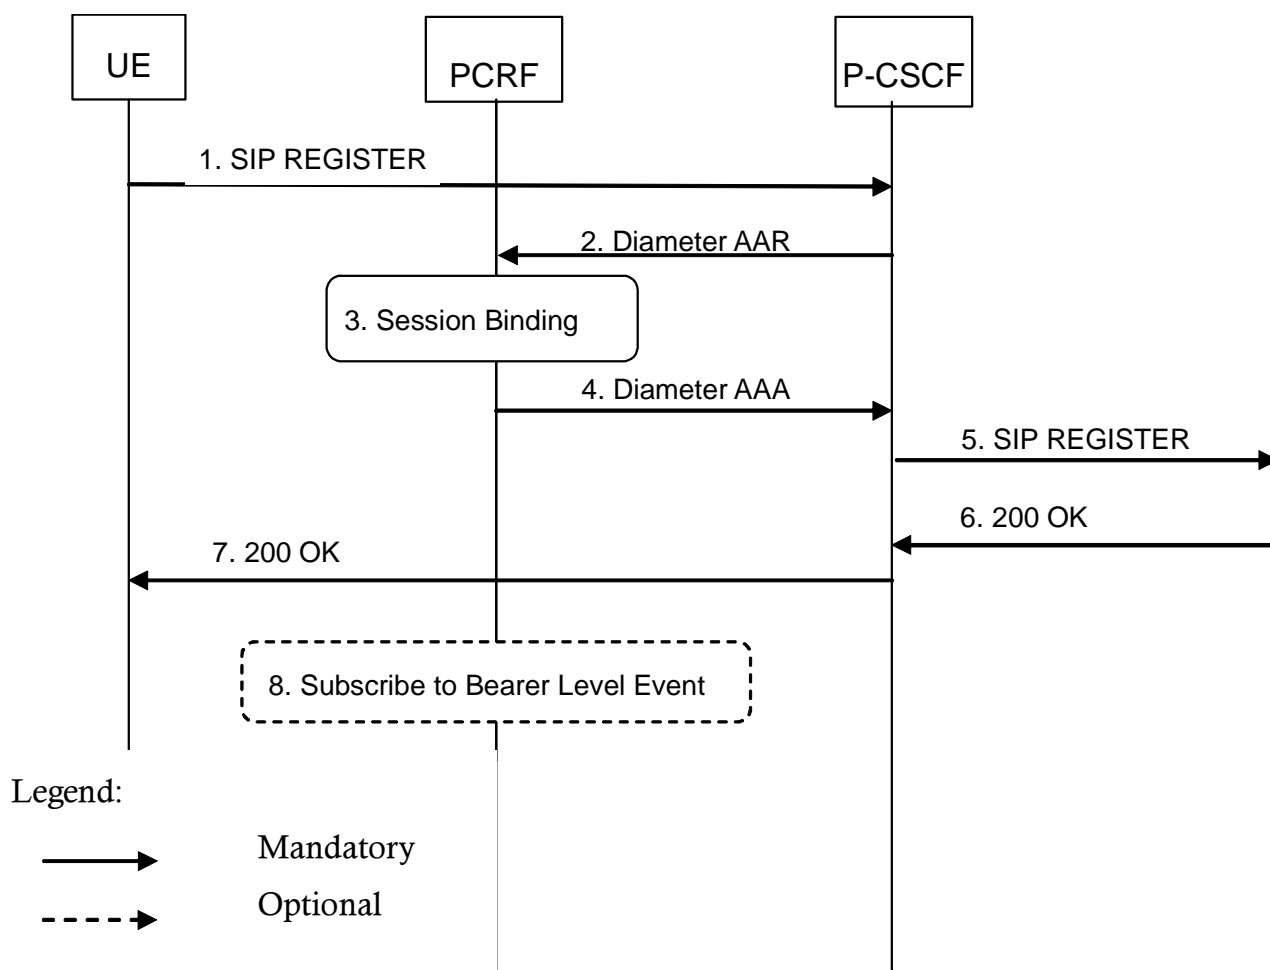 UE
PCRF
P-CSCF
1. SIP REGISTER
2. Diameter AAR
3. Session Binding
4. Diameter AAA
5. SIP REGISTER
6. 200 OK
7. 200 OK
8. Subscribe to Bearer Level Event
Legend:
Mandatory
Optional